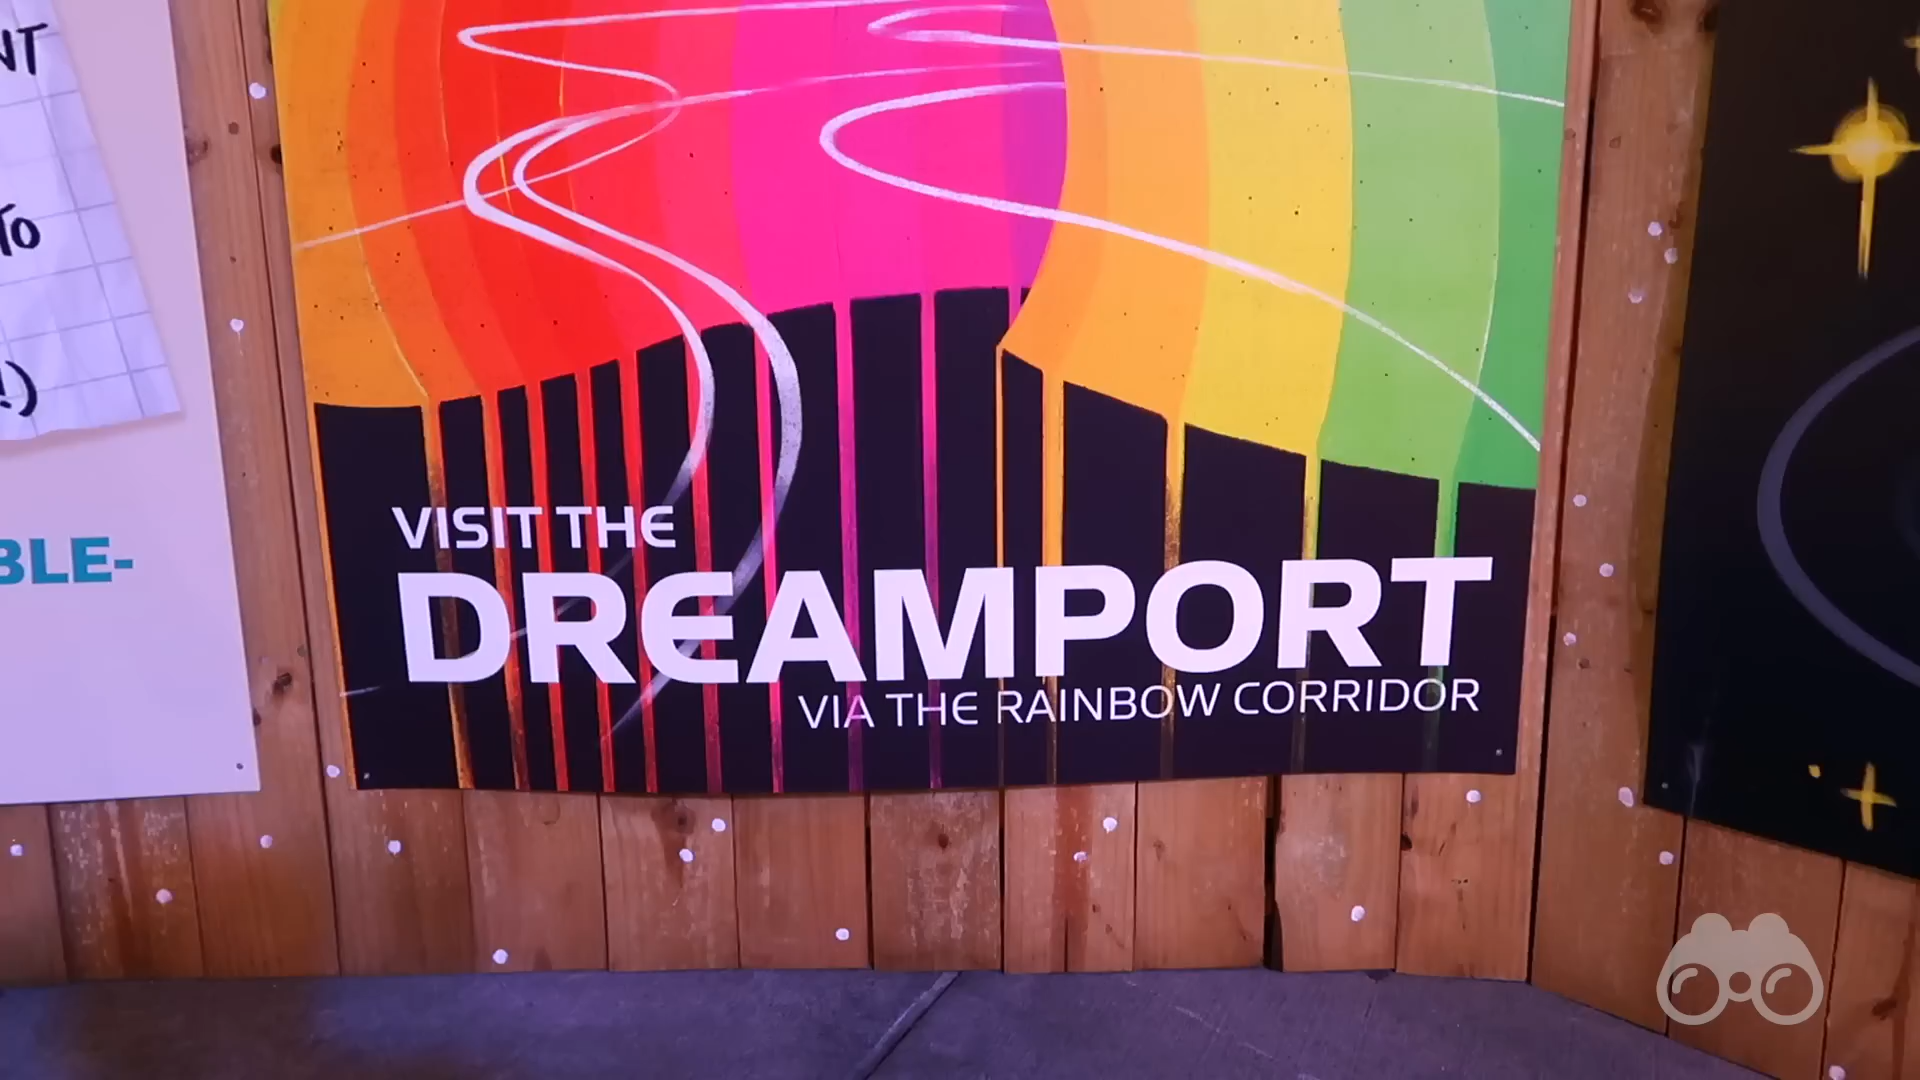 NT
TO
!)
BLE-
VISIT THE
DREAMPORT
VIA THE RAINBOW CORRIDOR